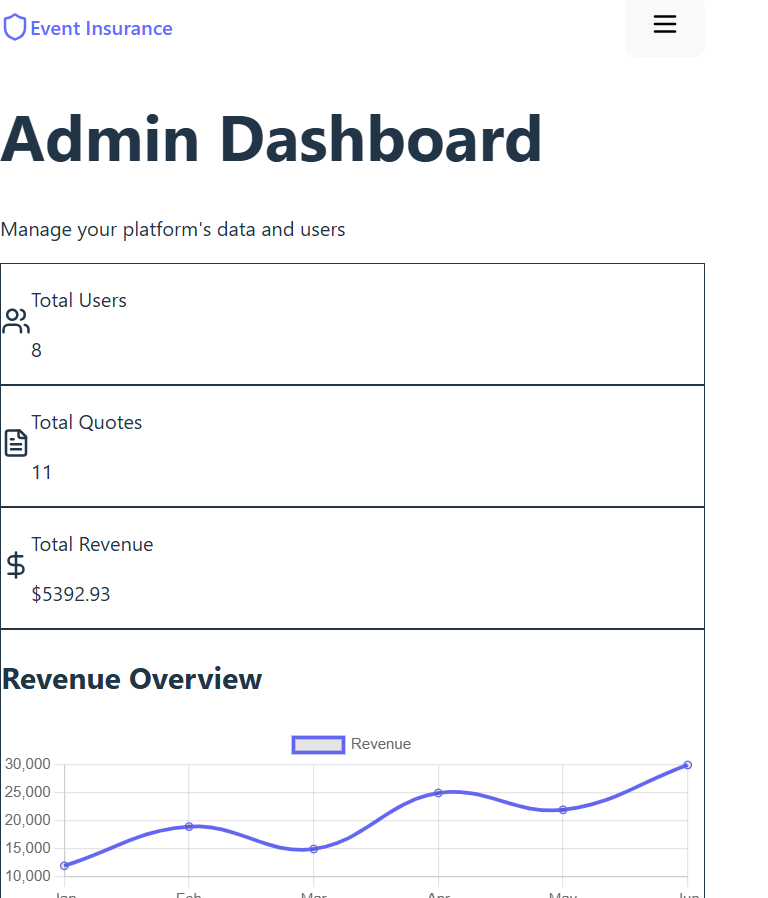 Event Insurance
Admin Dashboard
Manage your platform's data and users
Total Users
8
Total Quotes
11
Total Revenue
$5392.93
Revenue Overview
Revenue
30,000
25,000
20,000
15,000
10,000
Jan Feb Mar Apr May Jun